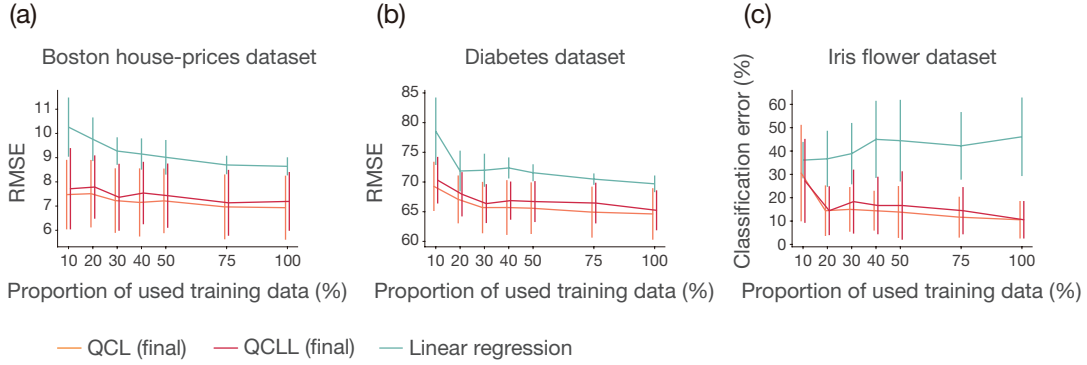 (a)
Boston house-prices dataset
RMSE
11
10
9
8
7
6
10 20 30 40 50 75 100
Proportion of used training data (%)
(b)
Diabetes dataset
RMSE
85
80
75
70
65
60
10 20 30 40 50 75 100
Proportion of used training data (%)
(c)
Iris flower dataset
Classification error (%)
60
50
40
30
20
10
0
10 20 30 40 50 75 100
Proportion of used training data (%)
QCL (final) QCLL (final) Linear regression